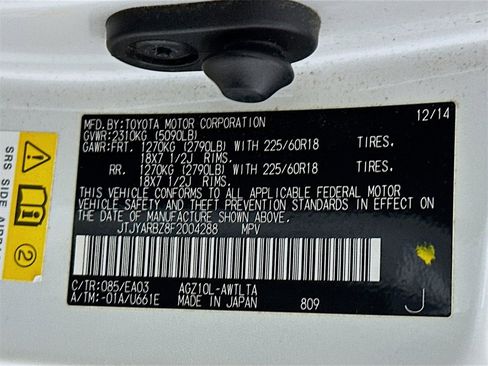 MFD. BY: TOYOTA MOTOR CORPORATION 12/14
GVWR: 2310KG (5090LB)
GAWR: FRT. 1270KG (2790LB) WITH 225/60R18 TIRES.
18X7 1/2J RIMS.
RR. 1270KG (2790LB) WITH 225/60R18 TIRES.
18X7 1/2J RIMS.
THIS VEHICLE CONFORMS TO ALL APPLICABLE FEDERAL MOTOR
VEHICLE SAFETY AND THEFT PREVENTION STANDARDS IN EFFECT ON
THE DATE OF MANUFACTURE SHOWN ABOVE.
JTJYARBZ8F2004288 MPV
C/TR: 085/EA03 AGZ10L-AWTLTA
A/TM: -01A/U661E MADE IN JAPAN 809 J
SRS SIDE AIRBA